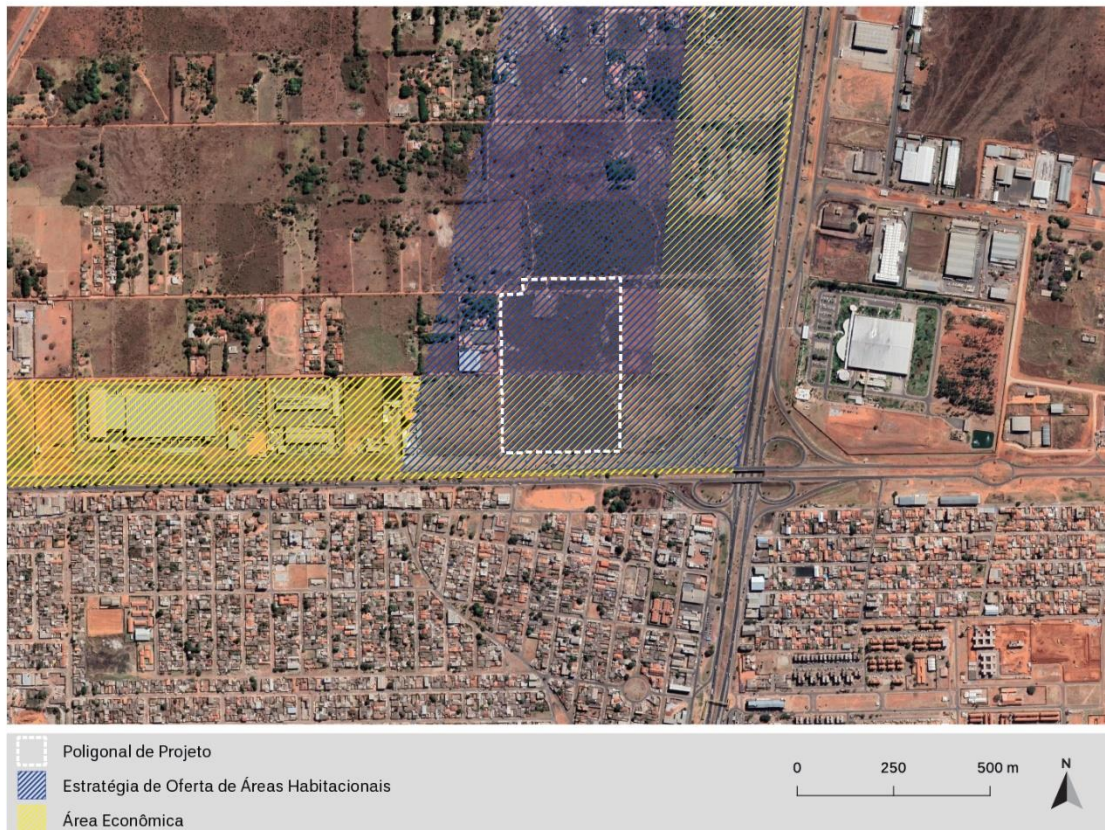 Poligonal de Projeto
Estratégia de Oferta de Áreas Habitacionais
Área Econômica
0 250 500 m
N